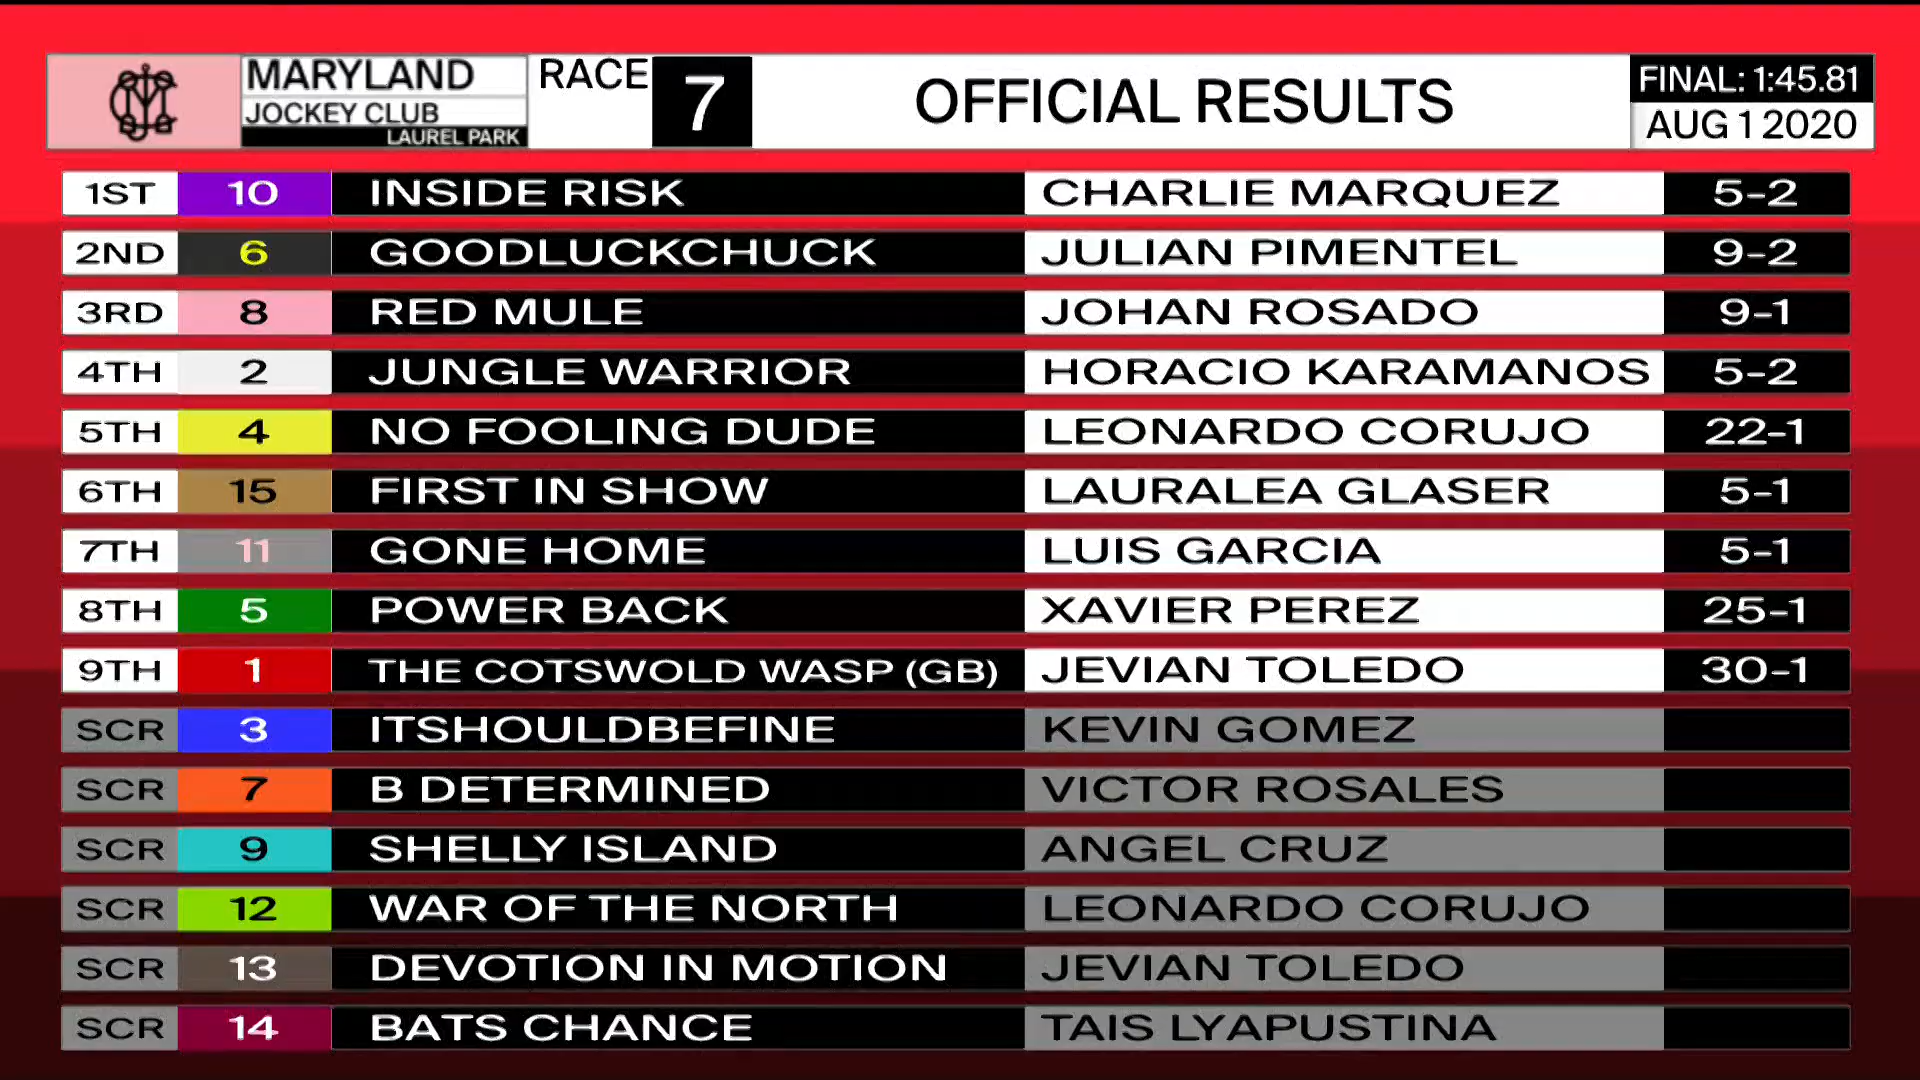 MARYLAND
JOCKEY CLUB
LAUREL PARK
RACE 7
OFFICIAL RESULTS
FINAL: 1:45.81
AUG 1 2020
1ST 10 INSIDE RISK CHARLIE MARQUEZ 5-2
2ND 6 GOODLUCKCHUCK JULIAN PIMENTEL 9-2
3RD 8 RED MULE JOHAN ROSADO 9-1
4TH 2 JUNGLE WARRIOR HORACIO KARAMANOS 5-2
5TH 4 NO FOOLING DUDE LEONARDO CORUJO 22-1
6TH 15 FIRST IN SHOW LAURALEA GLASER 5-1
7TH 11 GONE HOME LUIS GARCIA 5-1
8TH 5 POWER BACK XAVIER PEREZ 25-1
9TH 1 THE COTSWOLD WASP (GB) JEVIAN TOLEDO 30-1
SCR 3 ITSHOULDBEFINE KEVIN GOMEZ
SCR 7 B DETERMINED VICTOR ROSALES
SCR 9 SHELLY ISLAND ANGEL CRUZ
SCR 12 WAR OF THE NORTH LEONARDO CORUJO
SCR 13 DEVOTION IN MOTION JEVIAN TOLEDO
SCR 14 BATS CHANCE TAIS LYAPUSTINA